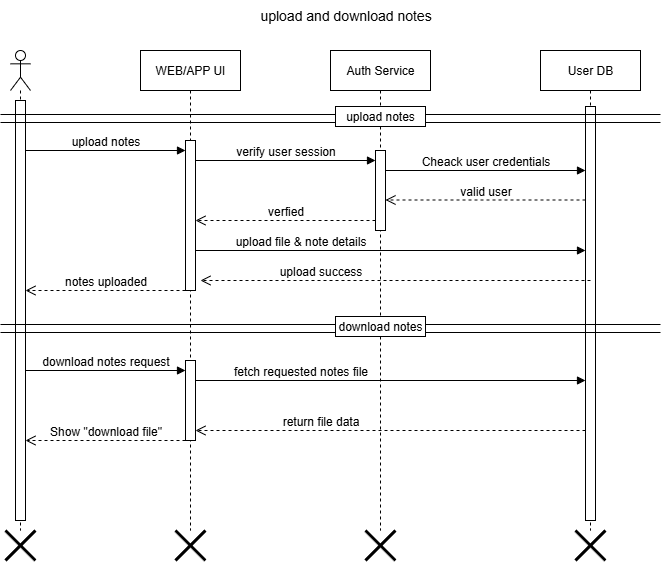 upload and download notes
WEB/APP UI
Auth Service
User DB
upload notes
upload notes
verify user session
Cheack user credentials
valid user
verfied
upload file & note details
upload success
notes uploaded
download notes
download notes request
fetch requested notes file
return file data
Show "download file"